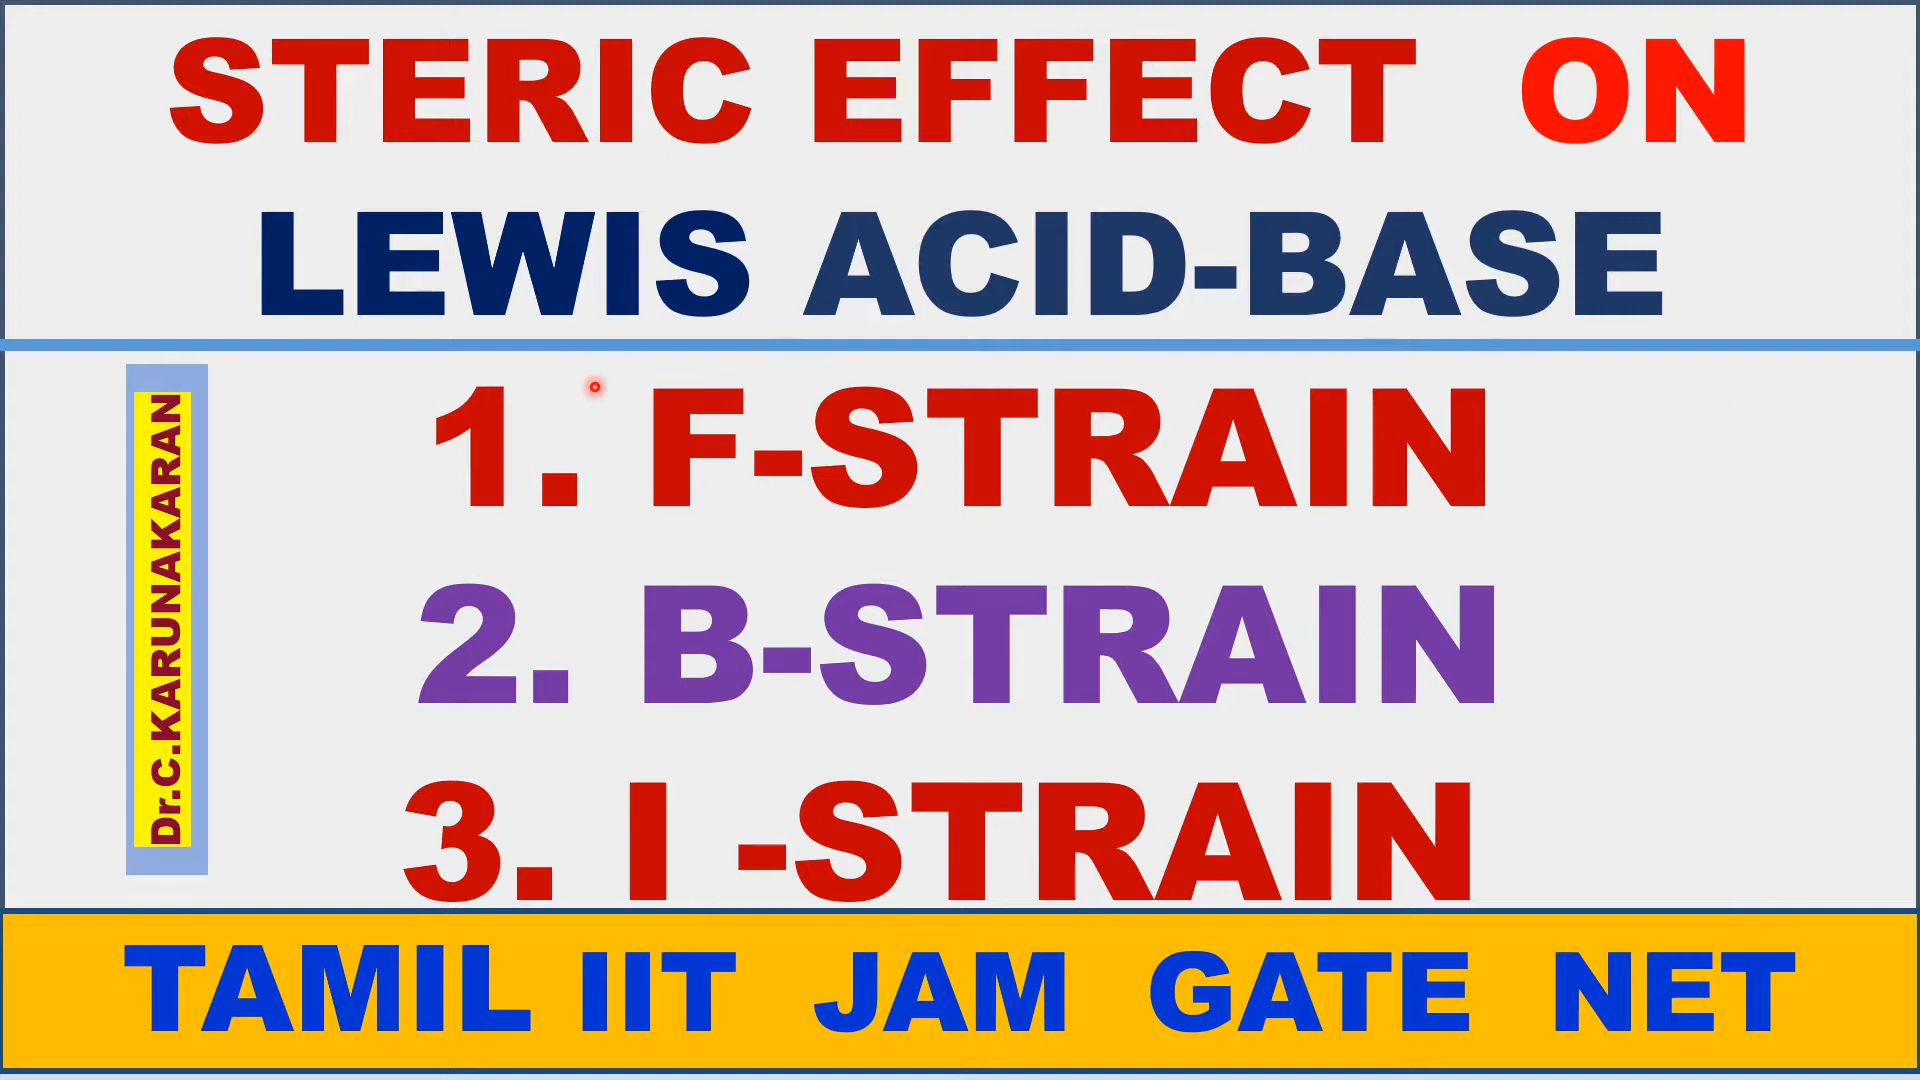 STERIC EFFECT ON
LEWIS ACID-BASE
Dr.C.KARUNAKARAN
1. F-STRAIN
2. B-STRAIN
3. I -STRAIN
TAMIL IIT JAM GATE NET